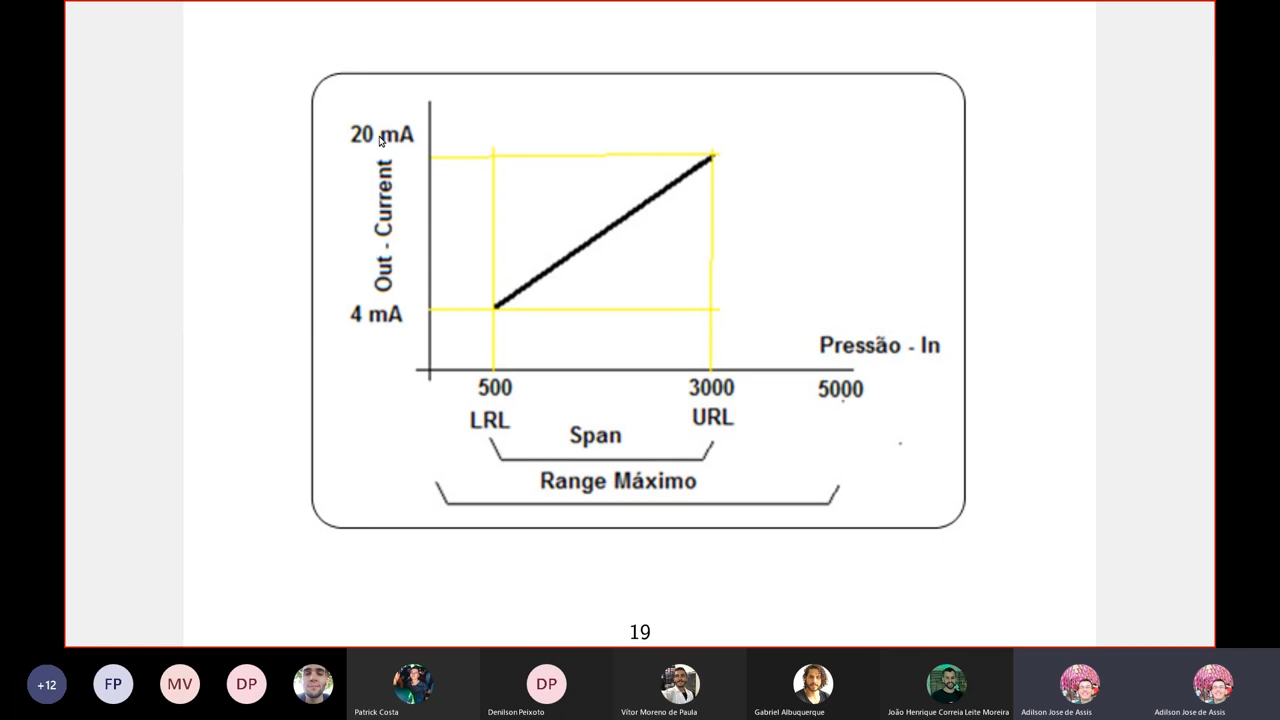 20 mA
Out - Current
4 mA
Pressão - In
500
3000
5000
LRL
URL
Span
Range Máximo
19
+12
FP
MV
DP
DP
Patrick Costa
Denilson Peixoto
Vítor Moreno de Paula
Gabriel Albuquerque
João Henrique Correia Leite Moreira
Adilson Jose de Assis
Adilson Jose de Assis